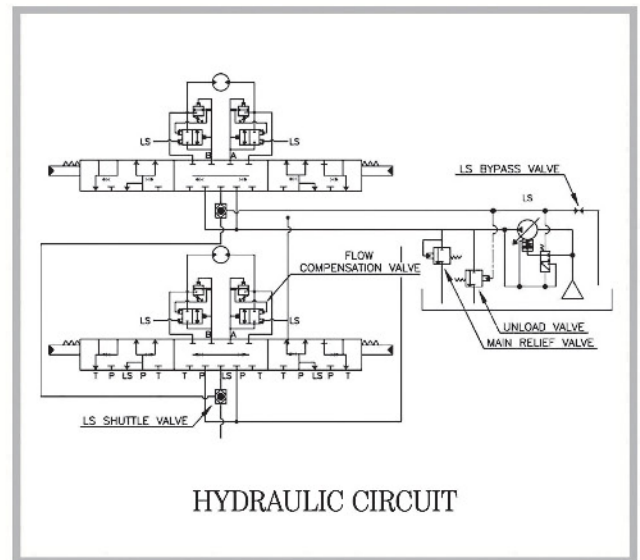 LS
LS
B
A
LS BYPASS VALVE
LS
FLOW
COMPENSATION VALVE
LS
LS
B
A
UNLOAD VALVE
MAIN RELIEF VALVE
T P LS P T T P LS P T T P LS P T
LS SHUTTLE VALVE
HYDRAULIC CIRCUIT